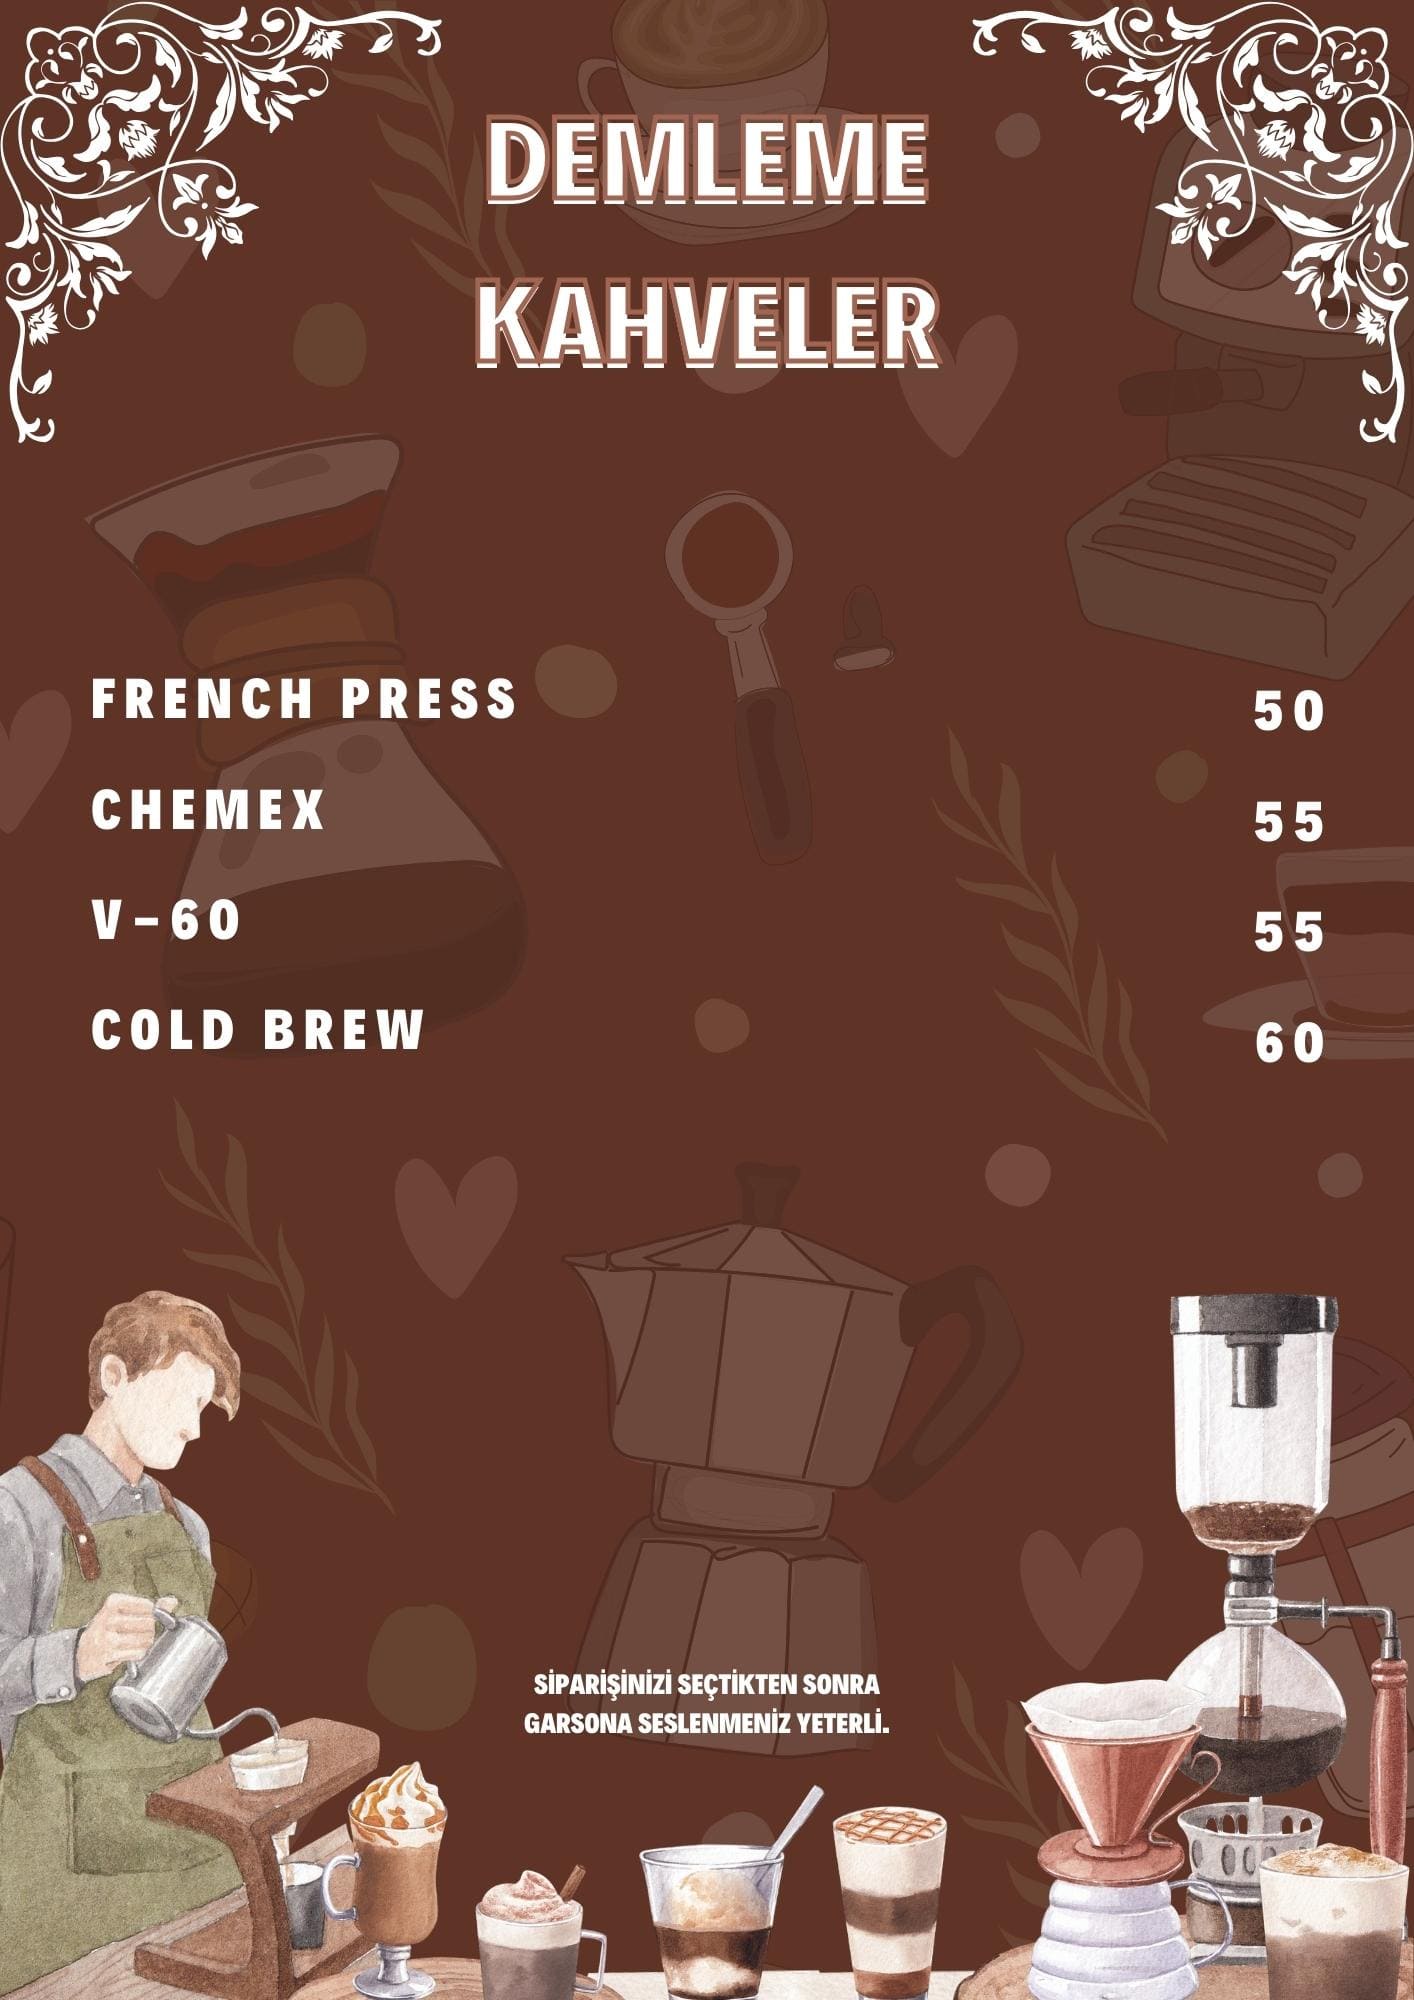 DEMLEME
KAHVELER
FRENCH PRESS 50
CHEMEX 55
V-60 55
COLD BREW 60
SİPARİŞİNİZİ SEÇTİKTEN SONRA
GARSONA SESLENMENİZ YETERLİ.